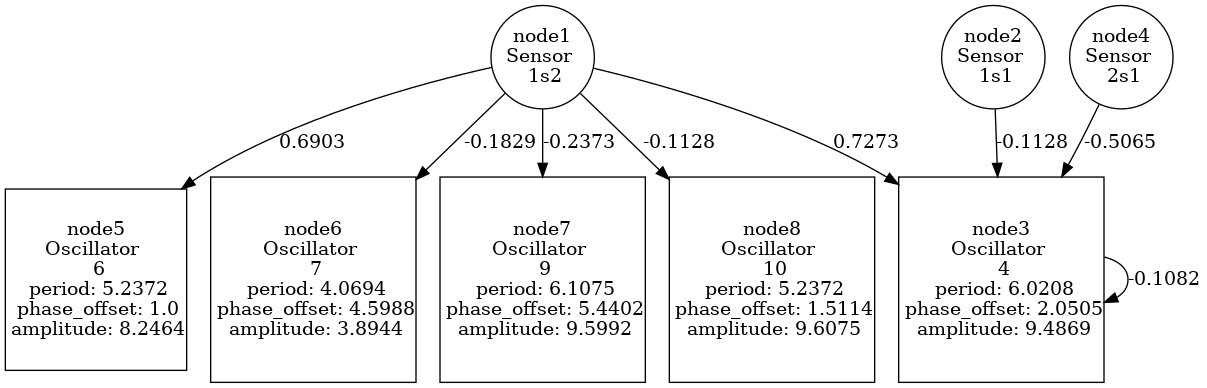 node1
Sensor
1s2
node2
Sensor
1s1
node4
Sensor
2s1
0.6903
-0.1829
-0.2373
-0.1128
0.7273
-0.1128
-0.5065
node5
Oscillator
6
period: 5.2372
phase_offset: 1.0
amplitude: 8.2464
node6
Oscillator
7
period: 4.0694
phase_offset: 4.5988
amplitude: 3.8944
node7
Oscillator
9
period: 6.1075
phase_offset: 5.4402
amplitude: 9.5992
node8
Oscillator
10
period: 5.2372
phase_offset: 1.5114
amplitude: 9.6075
node3
Oscillator
4
period: 6.0208
phase_offset: 2.0505
amplitude: 9.4869
-0.1082